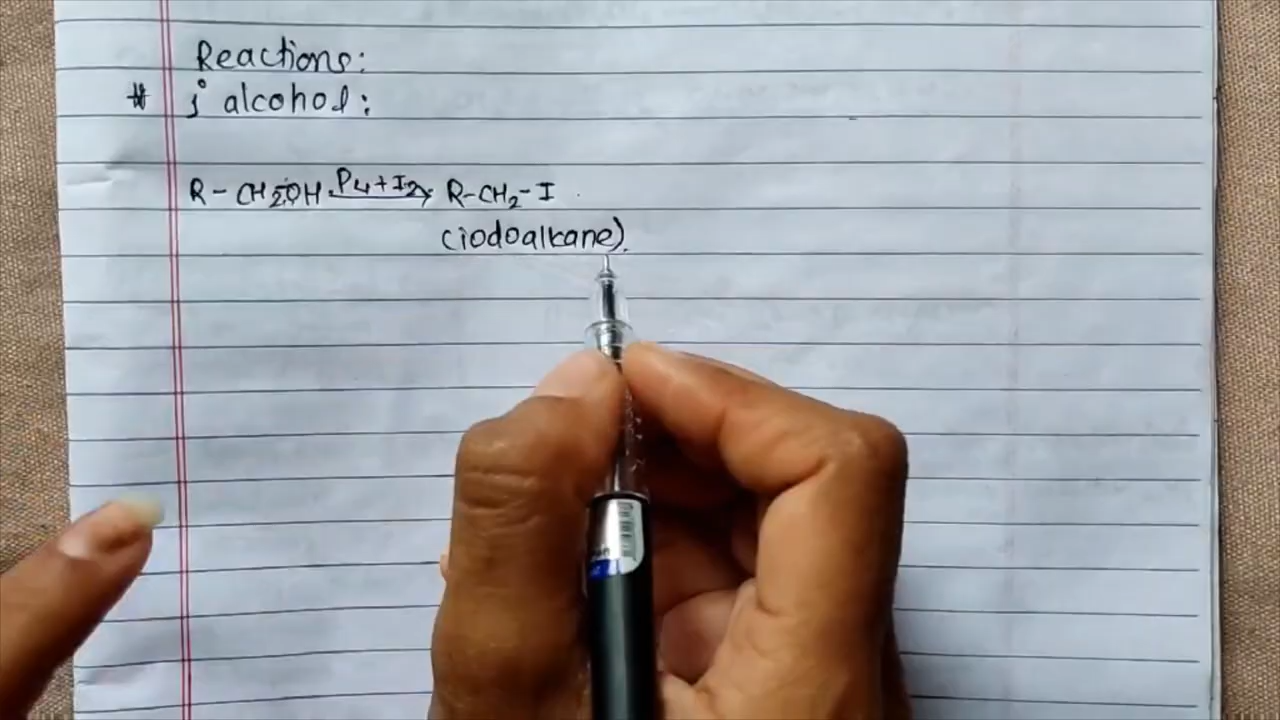 Reactions:
# 1° alcohol:
R-CH2OH P4+I2→ R-CH2-I
(iodoalkane).